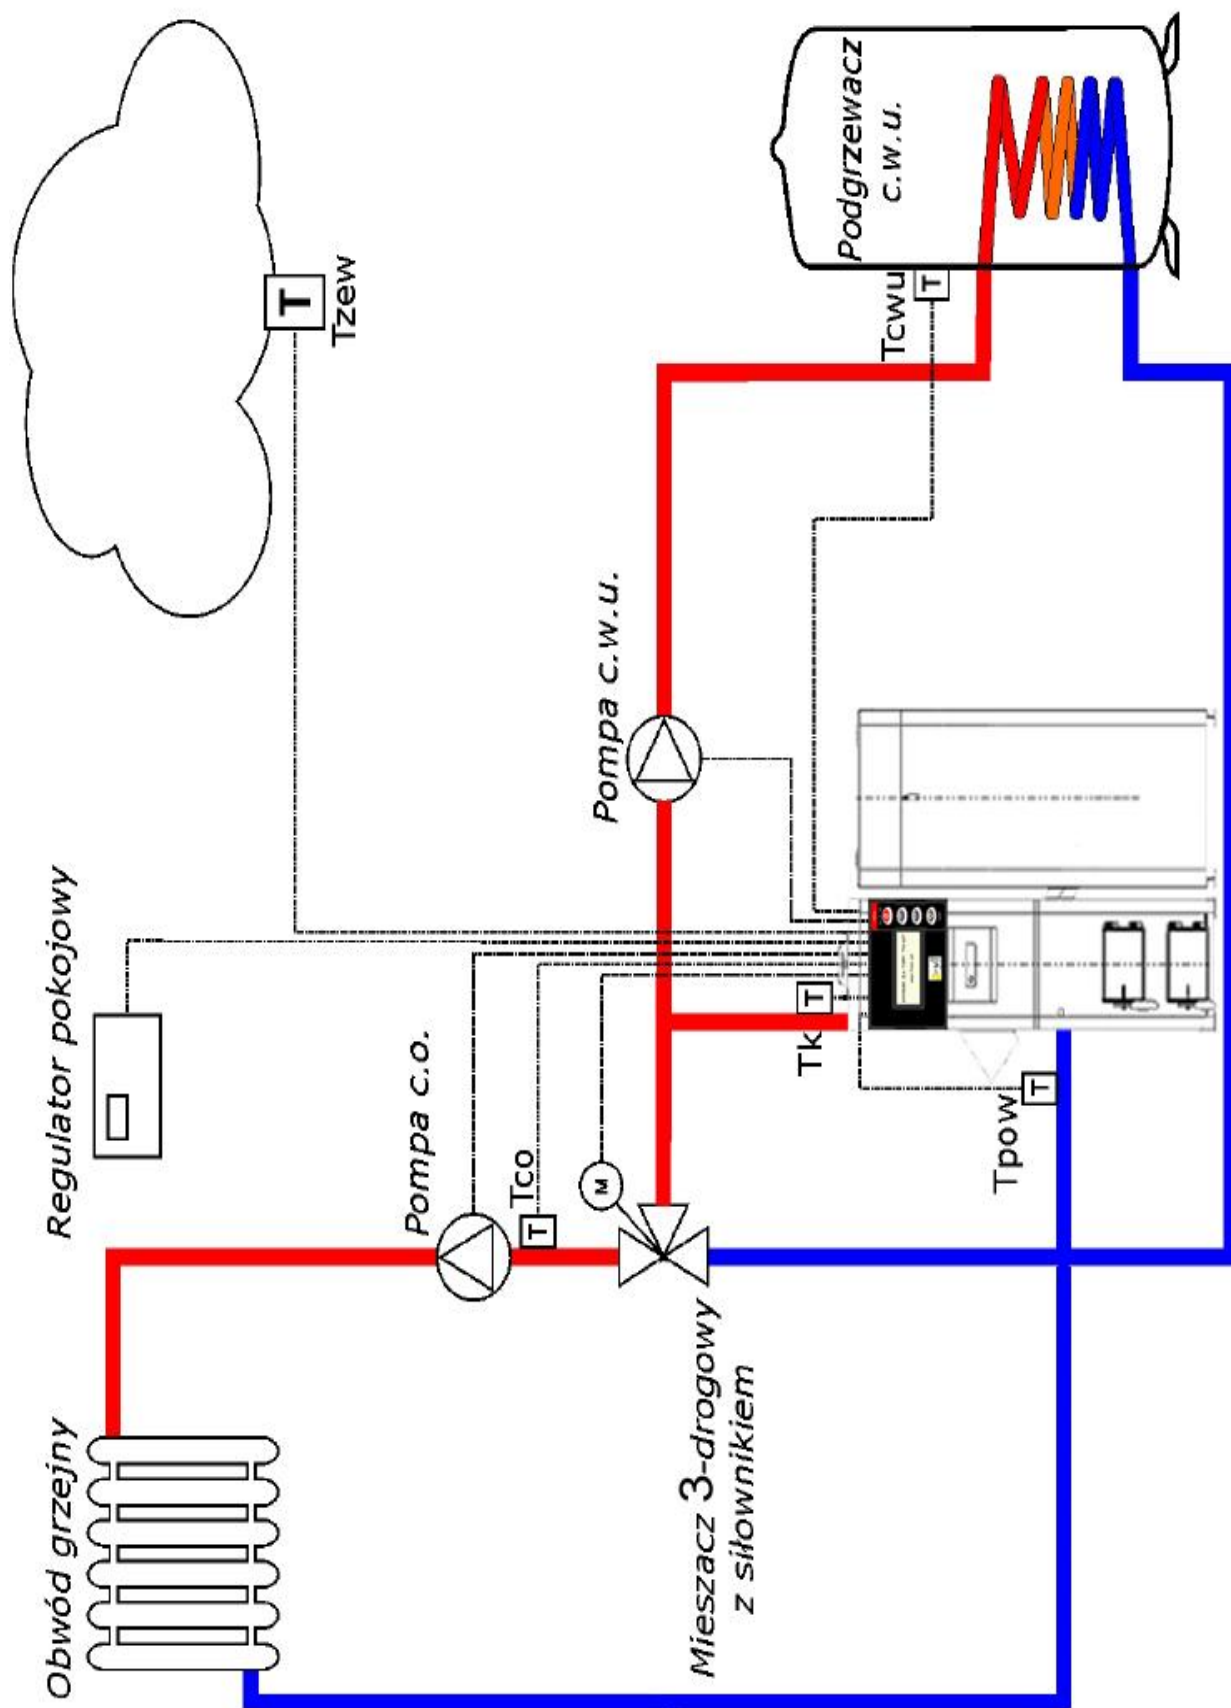 Obwód grzejny
Regulator pokojowy
T
Tzew
Pompa c.o.
Tco
T
M
Pompa c.w.u.
Mieszacz 3-drogowy
z siłownikiem
Tk
T
Podgrzewacz
c.w.u.
Tcwu
T
Tpow
T